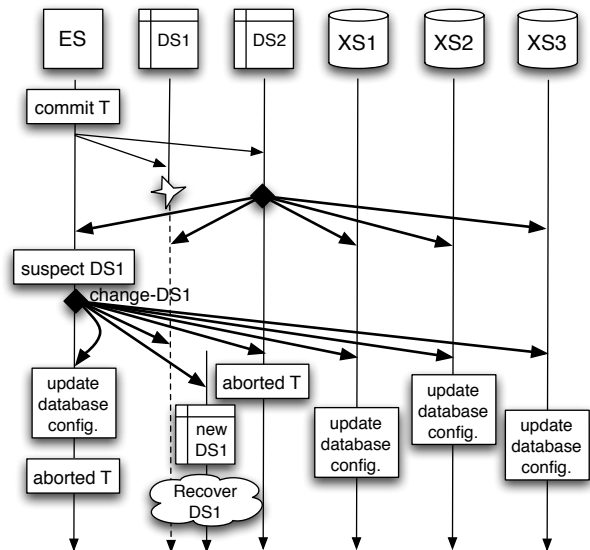 ES
DS1
DS2
XS1
XS2
XS3
commit T
suspect DS1
change-DS1
update
database
config.
aborted T
new
DS1
Recover
DS1
aborted T
update
database
config.
update
database
config.
update
database
config.